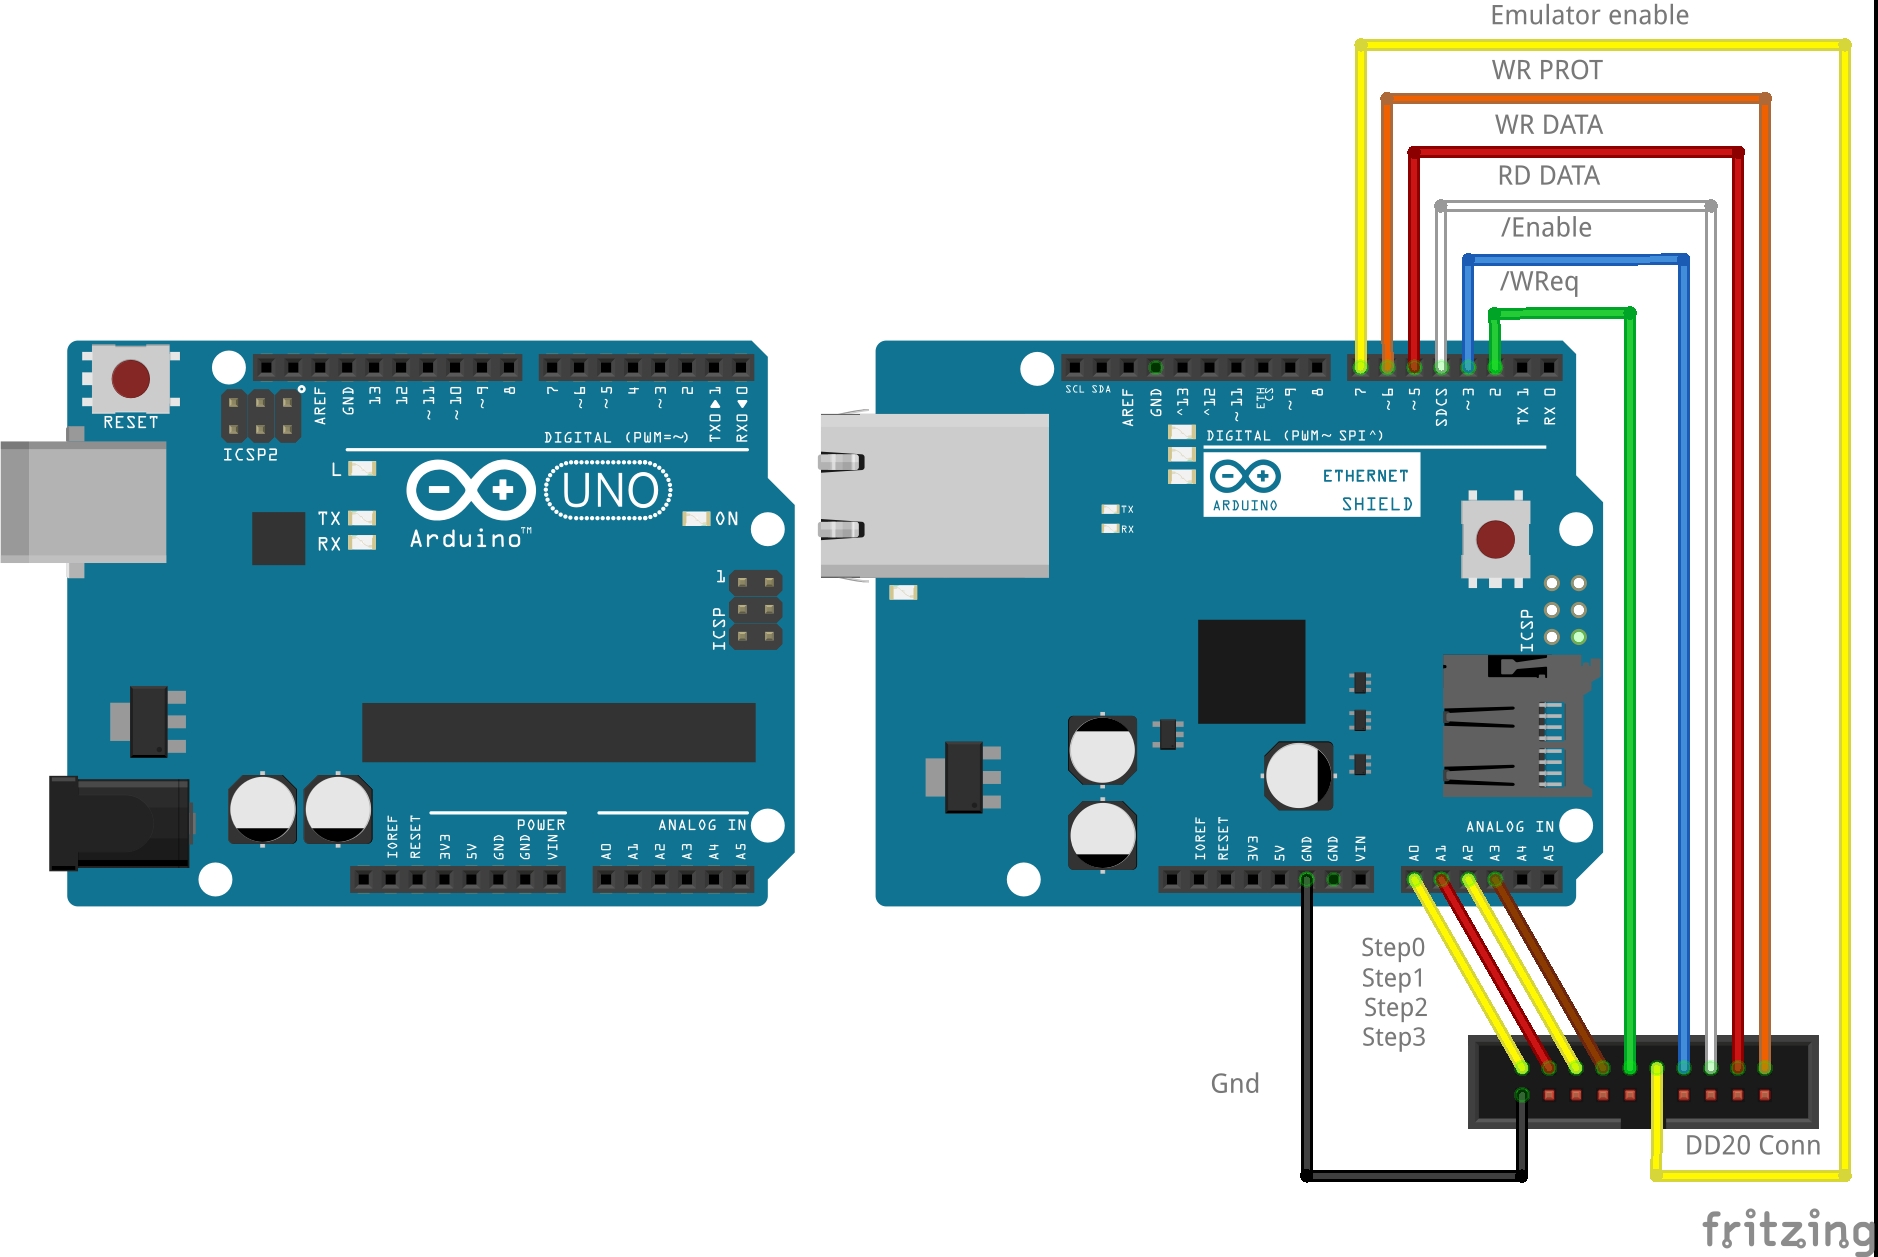 Emulator enable
WR PROT
WR DATA
RD DATA
/Enable
/WReq
RESET
ICSP2
AREF
GND
13
12
~11
~10
~9
8
7
~6
~5
4
~3
2
TX0▶1
RX0◀0
DIGITAL (PWM=~)
L
TX
RX
UNO
Arduino™
ON
1
ICSP
POWER
ANALOG IN
IOREF
RESET
3V3
5V
GND
GND
VIN
A0
A1
A2
A3
A4
A5
SCL SDA
AREF
GND
^13
^12
~11
ETH CS
~9
8
7
~6
~5
SDCS
~3
2
TX 1
RX 0
DIGITAL (PWM~ SPI^)
ARDUINO
ETHERNET
SHIELD
TX
RX
ICSP
ANALOG IN
IOREF
RESET
3V3
5V
GND
GND
VIN
A0
A1
A2
A3
A4
A5
Step0
Step1
Step2
Step3
Gnd
DD20 Conn
fritzing